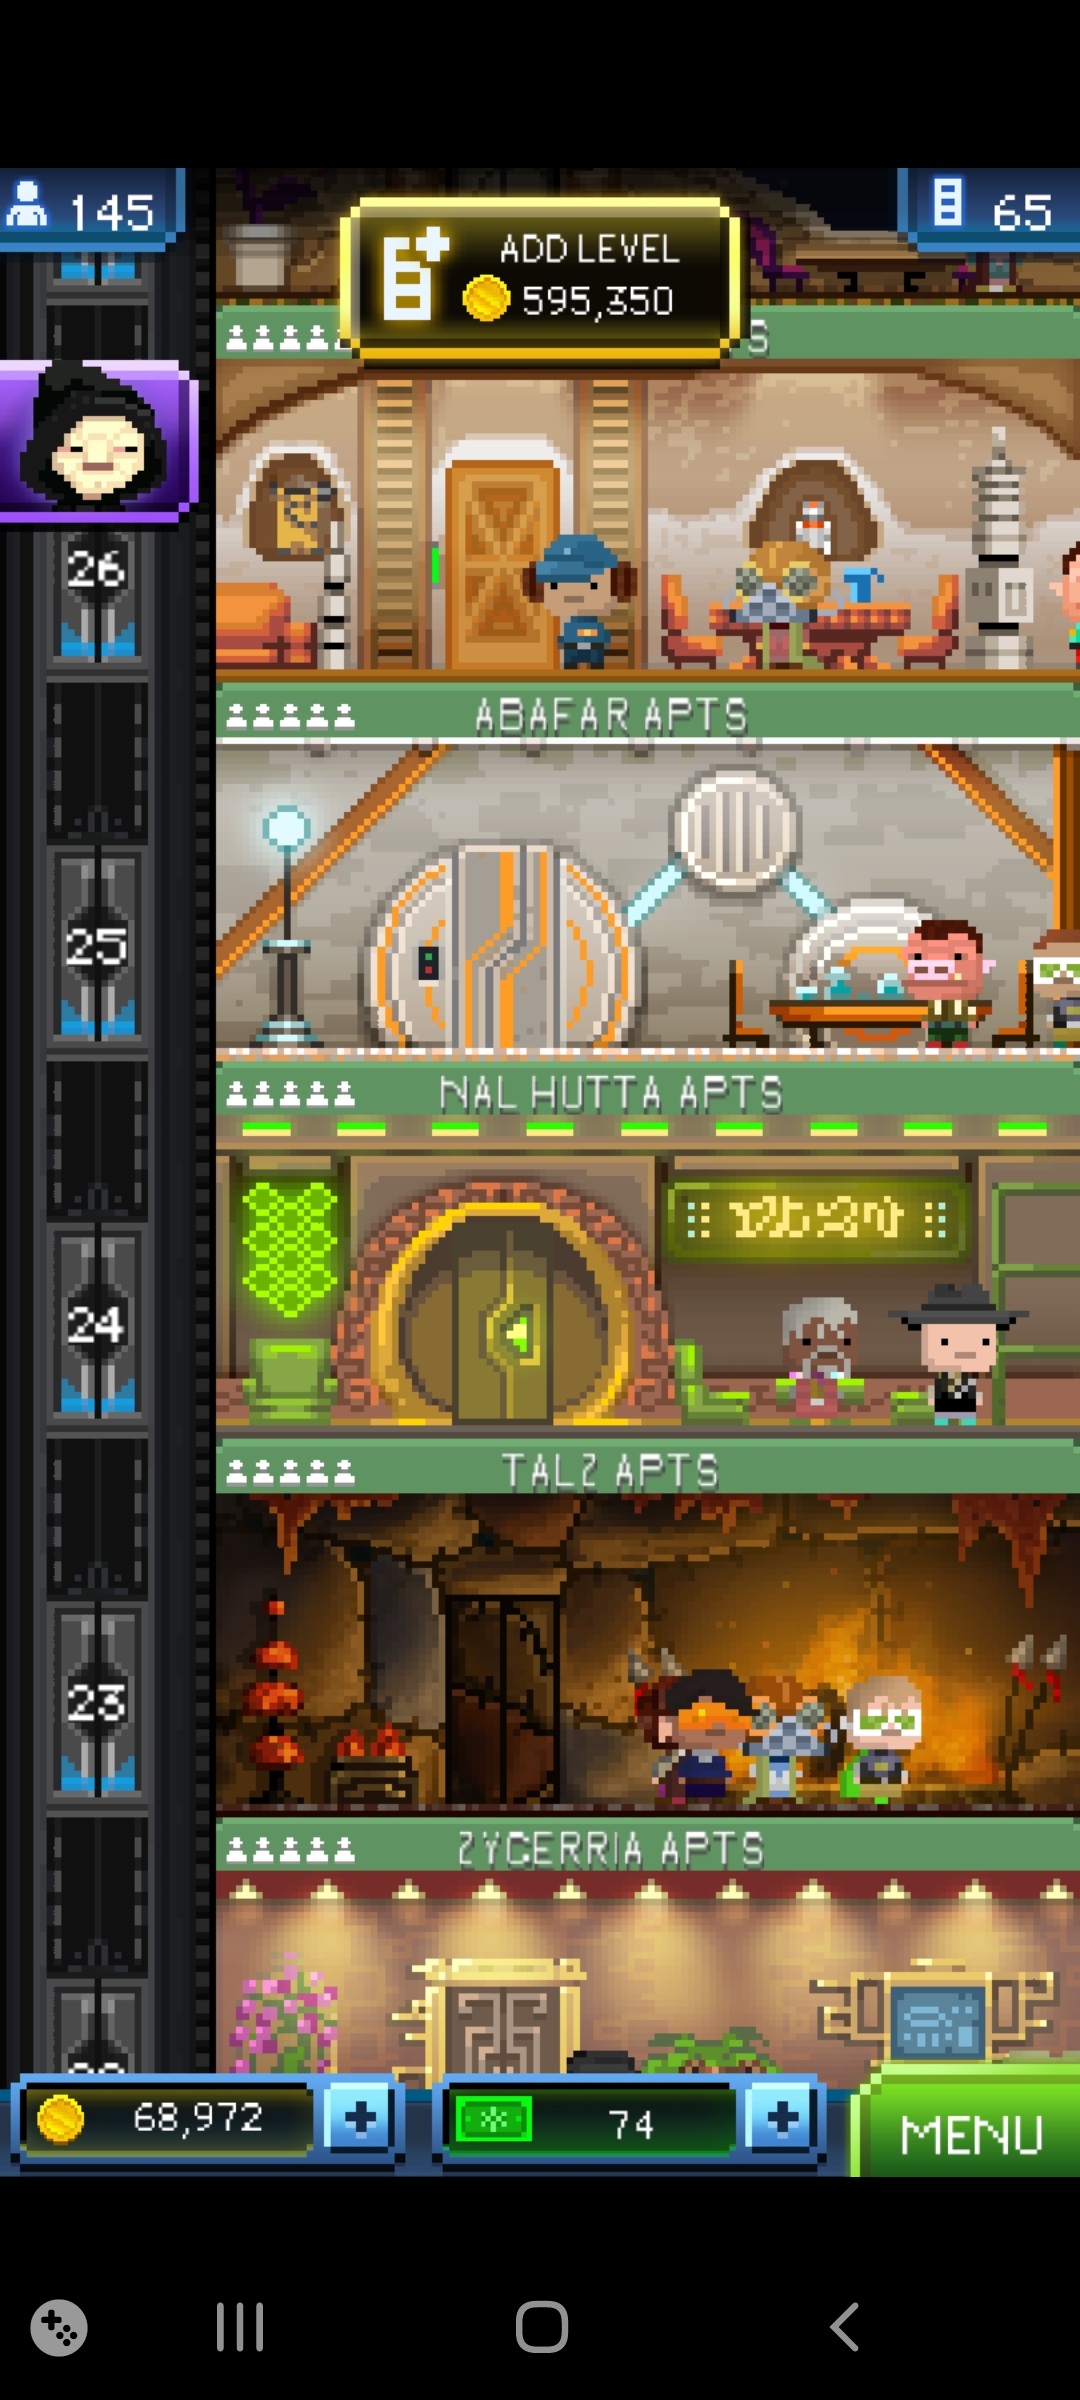 145
ADD LEVEL
595,350
65
S
26
ABAFAR APTS
25
NAL HUTTA APTS
24
TALZ APTS
23
ZYGERRIA APTS
68,972
74
MENU